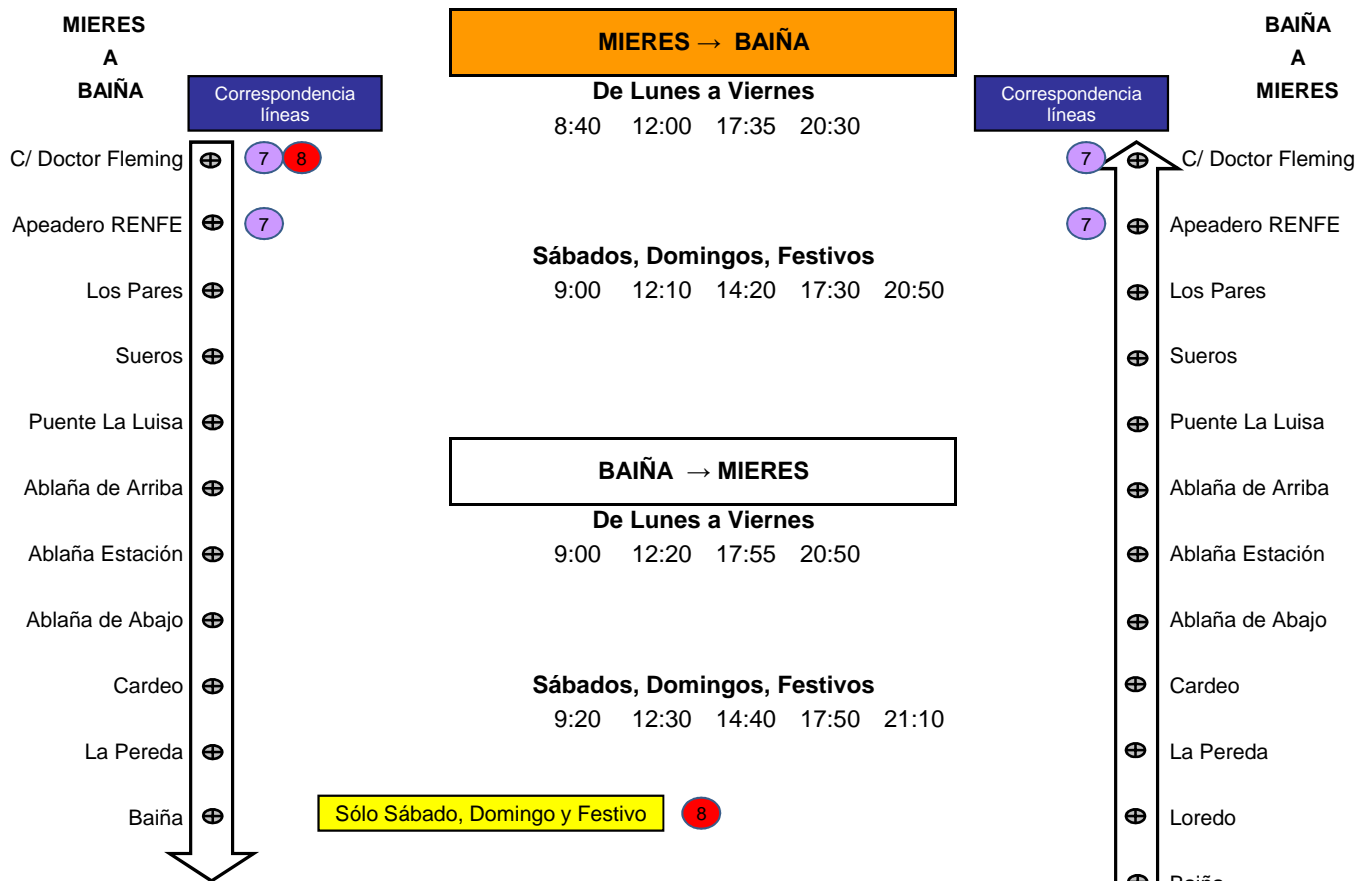 MIERES
A
BAIÑA
Correspondencia
líneas
C/ Doctor Fleming
7
8
Apeadero RENFE
7
Los Pares
Sueros
Puente La Luisa
Ablaña de Arriba
Ablaña Estación
Ablaña de Abajo
Cardeo
La Pereda
Baiña
MIERES → BAIÑA
De Lunes a Viernes
8:40 12:00 17:35 20:30
Sábados, Domingos, Festivos
9:00 12:10 14:20 17:30 20:50
BAIÑA → MIERES
De Lunes a Viernes
9:00 12:20 17:55 20:50
Sábados, Domingos, Festivos
9:20 12:30 14:40 17:50 21:10
Sólo Sábado, Domingo y Festivo 8
BAIÑA
A
MIERES
Correspondencia
líneas
7 C/ Doctor Fleming
7 Apeadero RENFE
Los Pares
Sueros
Puente La Luisa
Ablaña de Arriba
Ablaña Estación
Ablaña de Abajo
Cardeo
La Pereda
Loredo
Baiña